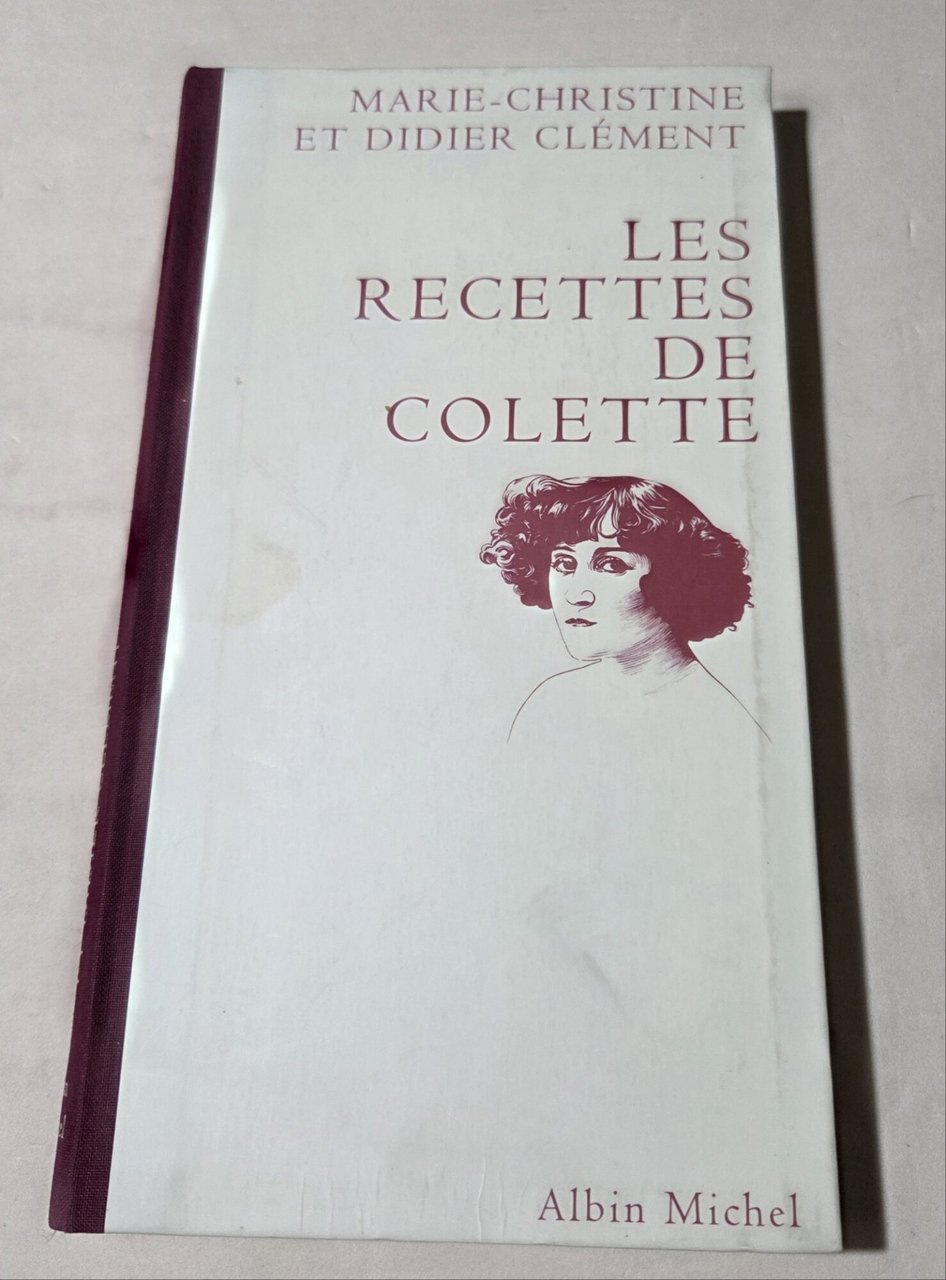 MARIE-CHRISTINE
ET DIDIER CLÉMENT
LES
RECETTES
DE
COLETTE
Albin Michel